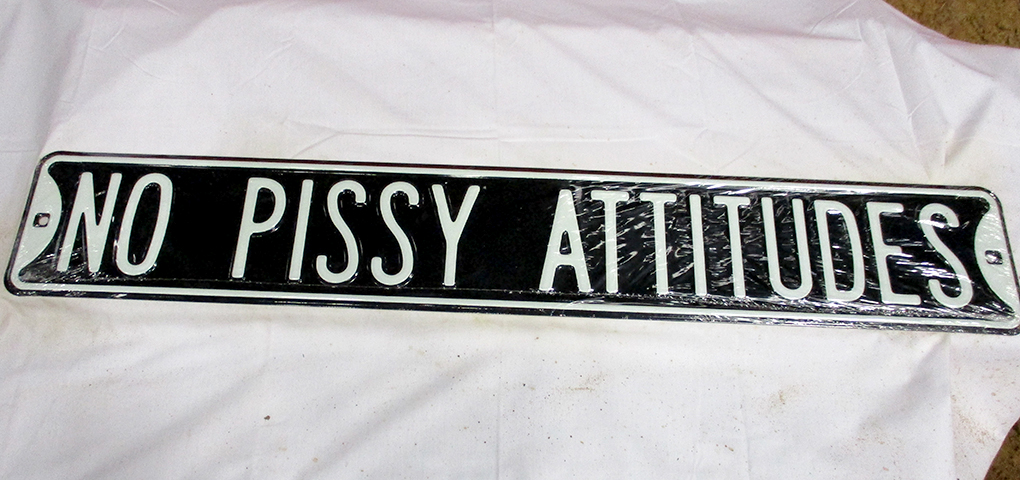 NO PISSY ATTITUDES